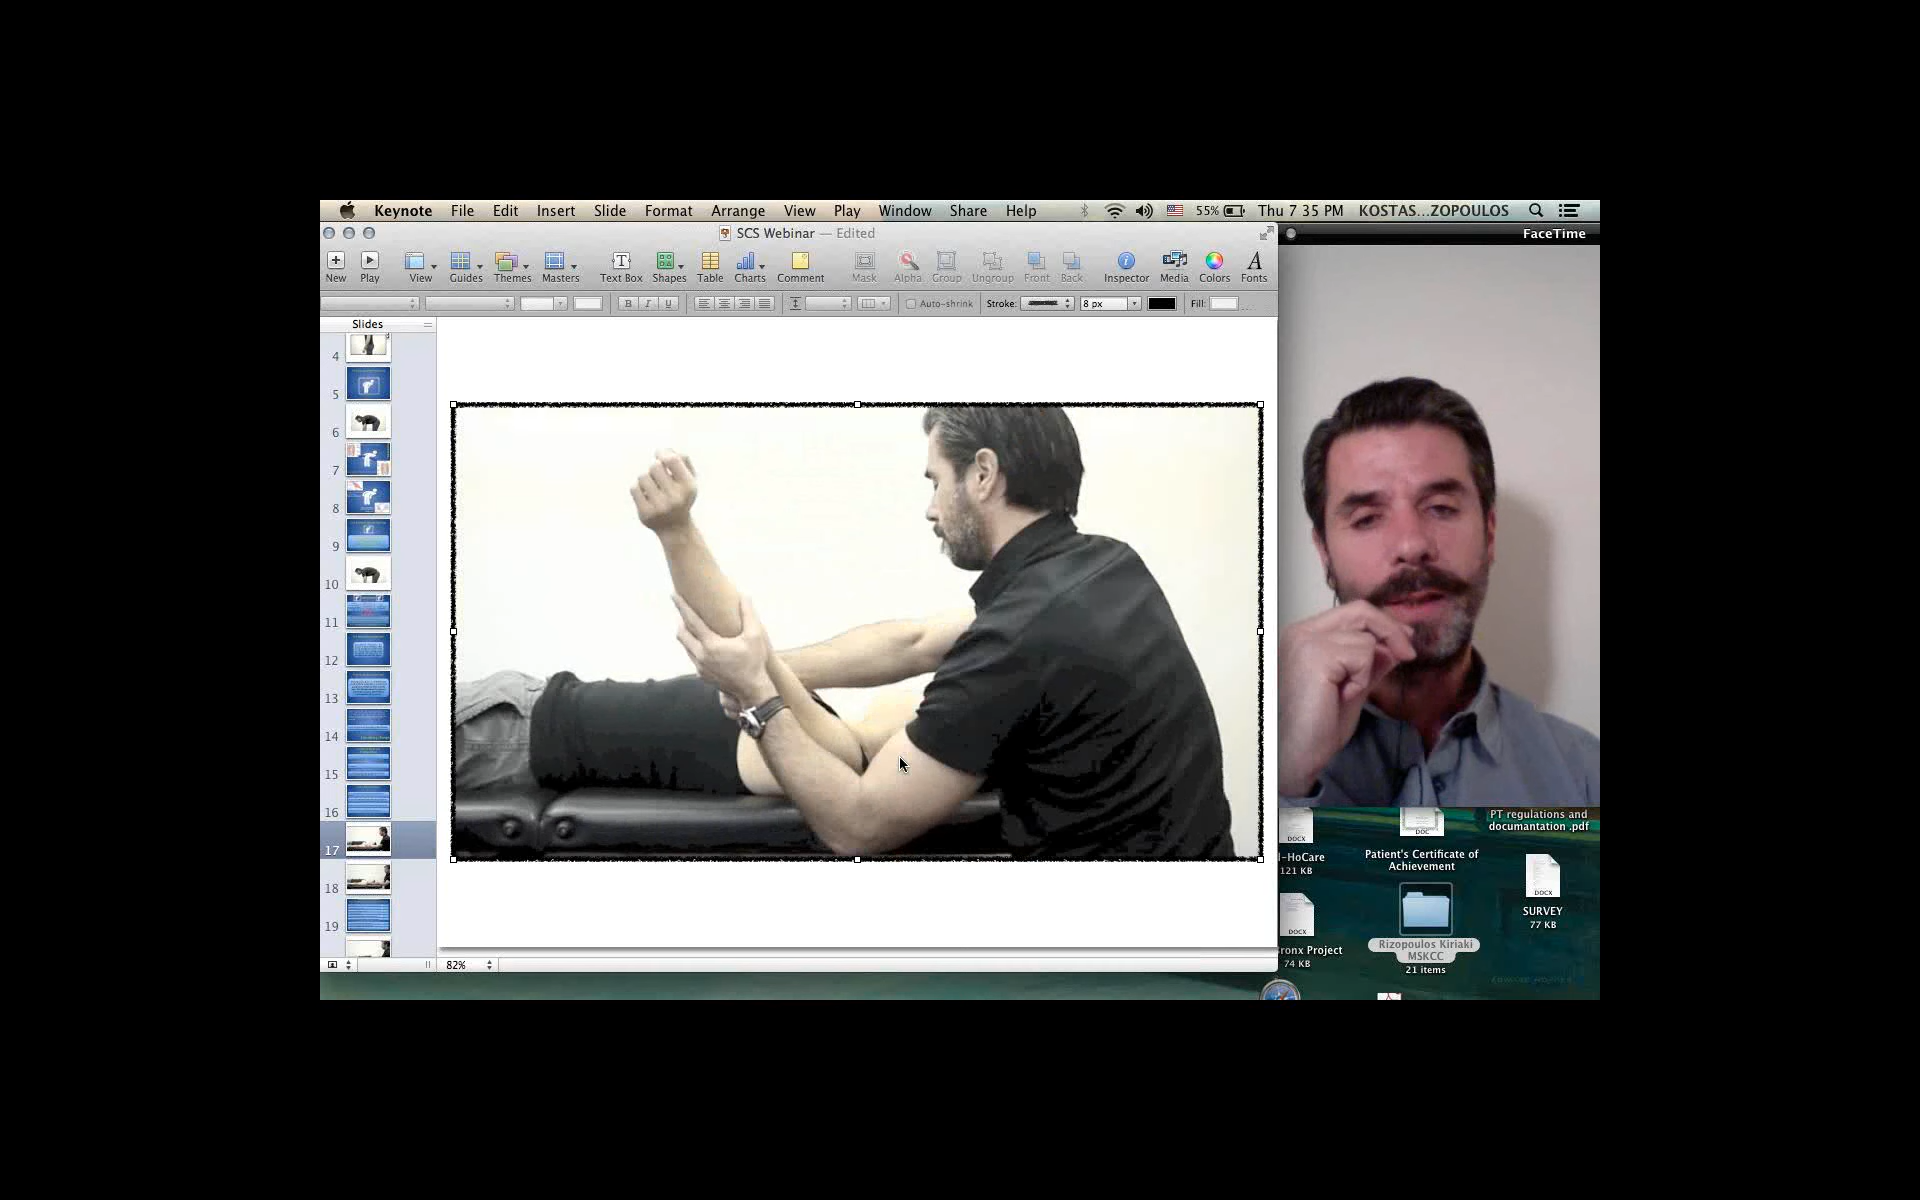 Keynote File Edit Insert Slide Format Arrange View Play Window Share Help 55% Thu 7 35 PM KOSTAS...ZOPOULOS
SCS Webinar — Edited
FaceTime
New Play View Guides Themes Masters Text Box Shapes Table Charts Comment Mask Alpha Group Ungroup Front Back Inspector Media Colors Fonts
B I U Auto-shrink Stroke: 8 px Fill:
Slides
4
5
6
7
8
9
10
11
12
13
14
15
16
17
18
19
82%
PT regulations and
documantation .pdf
DOCX
I-HoCare
121 KB
DOC
Patient's Certificate of
Achievement
DOCX
SURVEY
77 KB
DOCX
ronx Project
74 KB
Rizopoulos Kiriaki
MSKCC
21 items